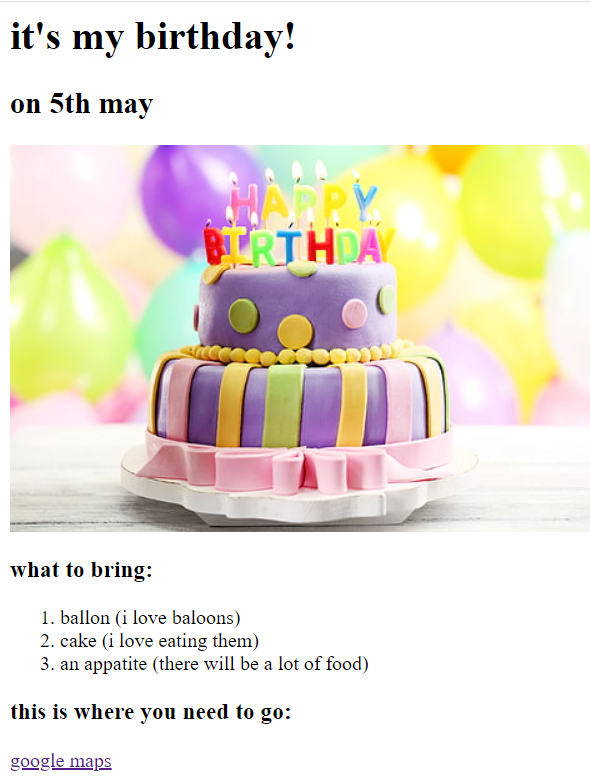 it's my birthday!
on 5th may
HAPPY
BIRTHDAY
what to bring:
1. ballon (i love baloons)
2. cake (i love eating them)
3. an appatite (there will be a lot of food)
this is where you need to go:
google maps